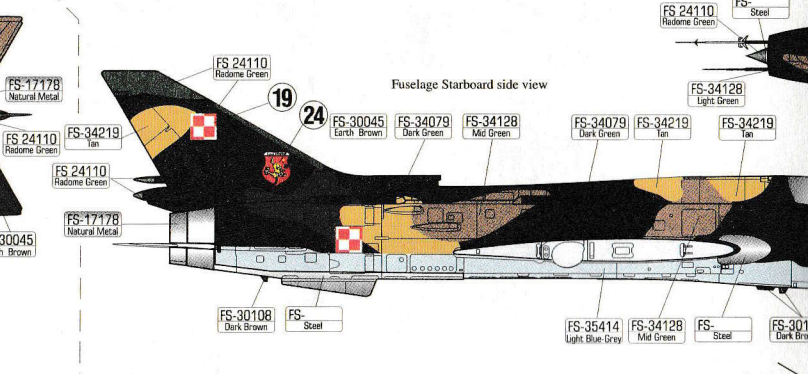 FS 24110
Radome Green
FS-
Steel
FS-34128
Light Green
FS-17178
Natural Metal
FS 24110
Radome Green
FS 24110
Radome Green
Fuselage Starboard side view
19
24
FS-34219
Tan
FS-30045
Earth Brown
FS-34079
Dark Green
FS-34128
Mid Green
FS-34079
Dark Green
FS-34219
Tan
FS-34219
Tan
FS 24110
Radome Green
FS-17178
Natural Metal
30045
h Brown
FS-30108
Dark Brown
FS-
Steel
FS-35414
Light Blue-Grey
FS-34128
Mid Green
FS-
Steel
FS-301
Dark Bro